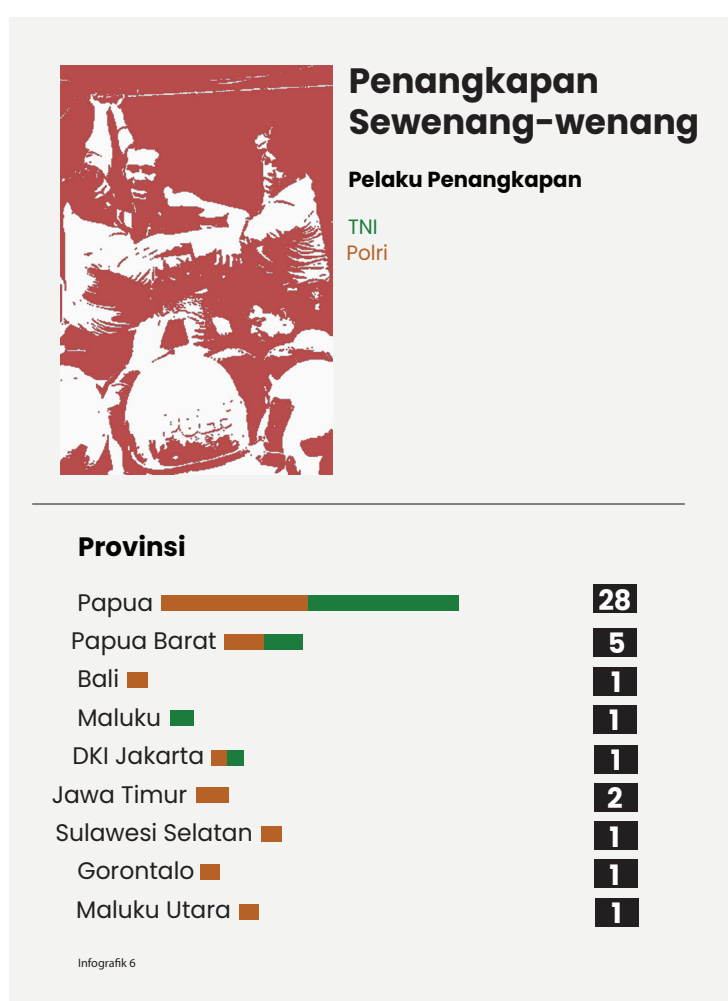 Penangkapan
Sewenang-wenang
Pelaku Penangkapan
TNI
Polri
Provinsi
Papua 28
Papua Barat 5
Bali 1
Maluku 1
DKI Jakarta 1
Jawa Timur 2
Sulawesi Selatan 1
Gorontalo 1
Maluku Utara 1
Infografik 6